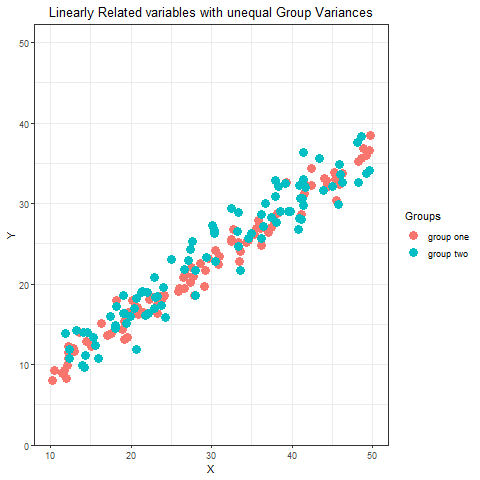 Linearly Related variables with unequal Group Variances
50
40
30
20
10
0
Y
10
20
30
40
50
X
Groups
group one
group two